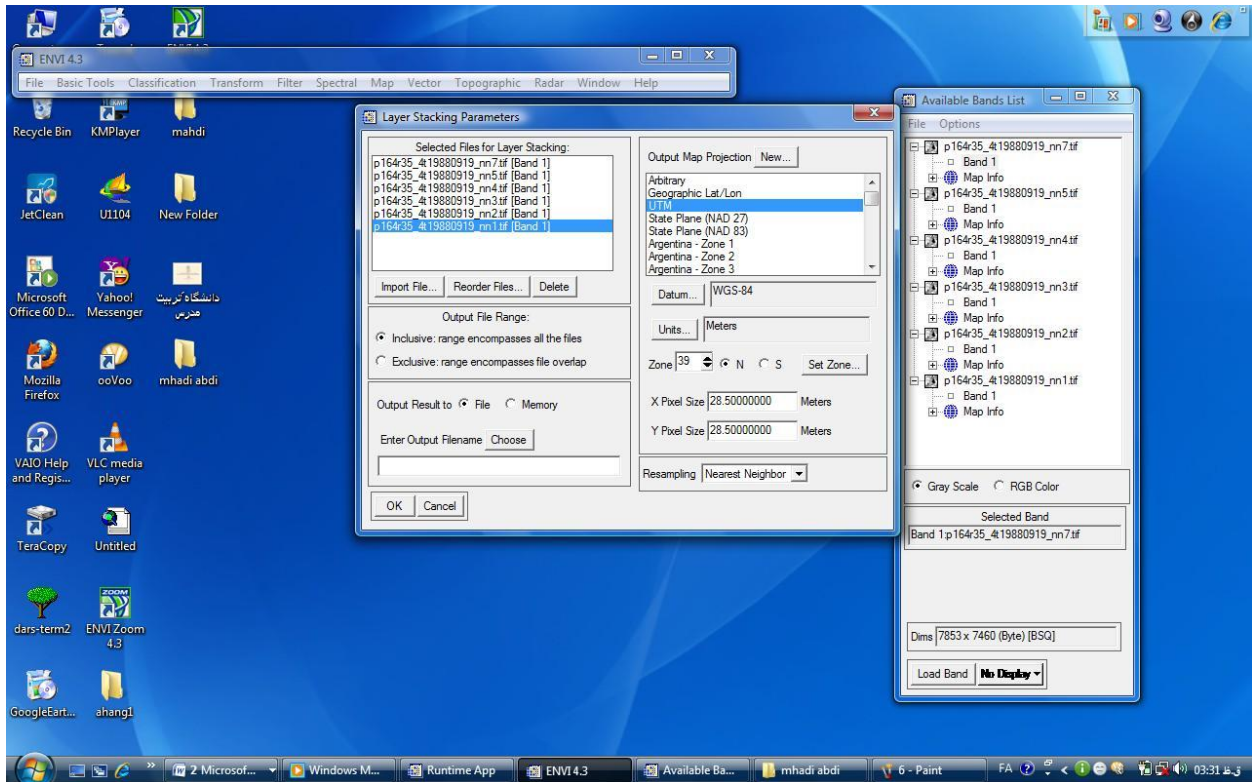 ENVI 4.3
File Basic Tools Classification Transform Filter Spectral Map Vector Topographic Radar Window Help
Recycle Bin
KMPlayer
mahdi
JetClean
U1104
New Folder
Microsoft Office 60 D...
Yahoo! Messenger
دانشگاه تربیت مدرس
Mozilla Firefox
ooVoo
mhadi abdi
VAIO Help and Regis...
VLC media player
TeraCopy
Untitled
dars-term2
ENVI Zoom 4.3
GoogleEart...
ahang1
Layer Stacking Parameters
Selected Files for Layer Stacking:
p164r35_4t19880919_nn7.tif [Band 1]
p164r35_4t19880919_nn5.tif [Band 1]
p164r35_4t19880919_nn4.tif [Band 1]
p164r35_4t19880919_nn3.tif [Band 1]
p164r35_4t19880919_nn2.tif [Band 1]
p164r35_4t19880919_nn1.tif [Band 1]
Import File... Reorder Files... Delete
Output File Range:
Inclusive: range encompasses all the files
Exclusive: range encompasses file overlap
Output Result to File Memory
Enter Output Filename Choose
OK Cancel
Output Map Projection New...
Arbitrary
Geographic Lat/Lon
UTM
State Plane (NAD 27)
State Plane (NAD 83)
Argentina - Zone 1
Argentina - Zone 2
Argentina - Zone 3
Datum... WGS-84
Units... Meters
Zone 39 N S Set Zone...
X Pixel Size 28.50000000 Meters
Y Pixel Size 28.50000000 Meters
Resampling Nearest Neighbor
Available Bands List
File Options
p164r35_4t19880919_nn7.tif
Band 1
Map Info
p164r35_4t19880919_nn5.tif
Band 1
Map Info
p164r35_4t19880919_nn4.tif
Band 1
Map Info
p164r35_4t19880919_nn3.tif
Band 1
Map Info
p164r35_4t19880919_nn2.tif
Band 1
Map Info
p164r35_4t19880919_nn1.tif
Band 1
Map Info
Gray Scale RGB Color
Selected Band
Band 1:p164r35_4t19880919_nn7.tif
Dims 7853 x 7460 (Byte) [BSQ]
Load Band No Display
2 Microsof... Windows M... Runtime App ENVI 4.3 Available Ba... mhadi abdi 6 - Paint FA 03:31 ق.ظ